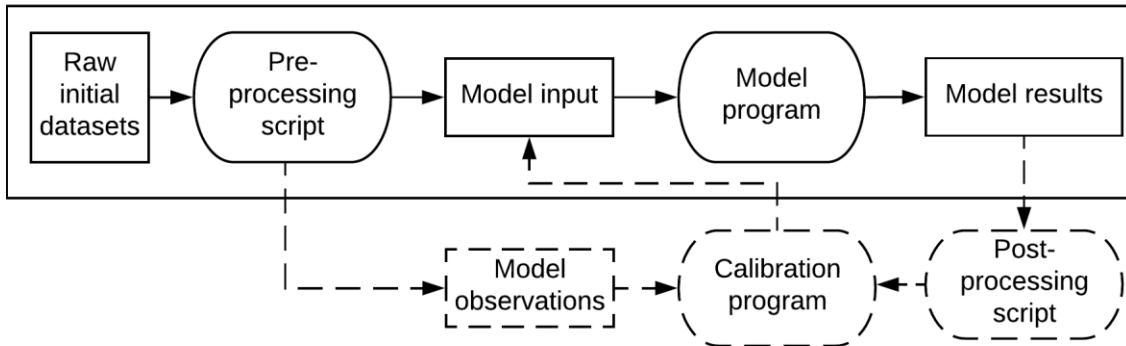 Raw
initial
datasets
Pre-
processing
script
Model input
Model
program
Model results
Model
observations
Calibration
program
Post-
processing
script